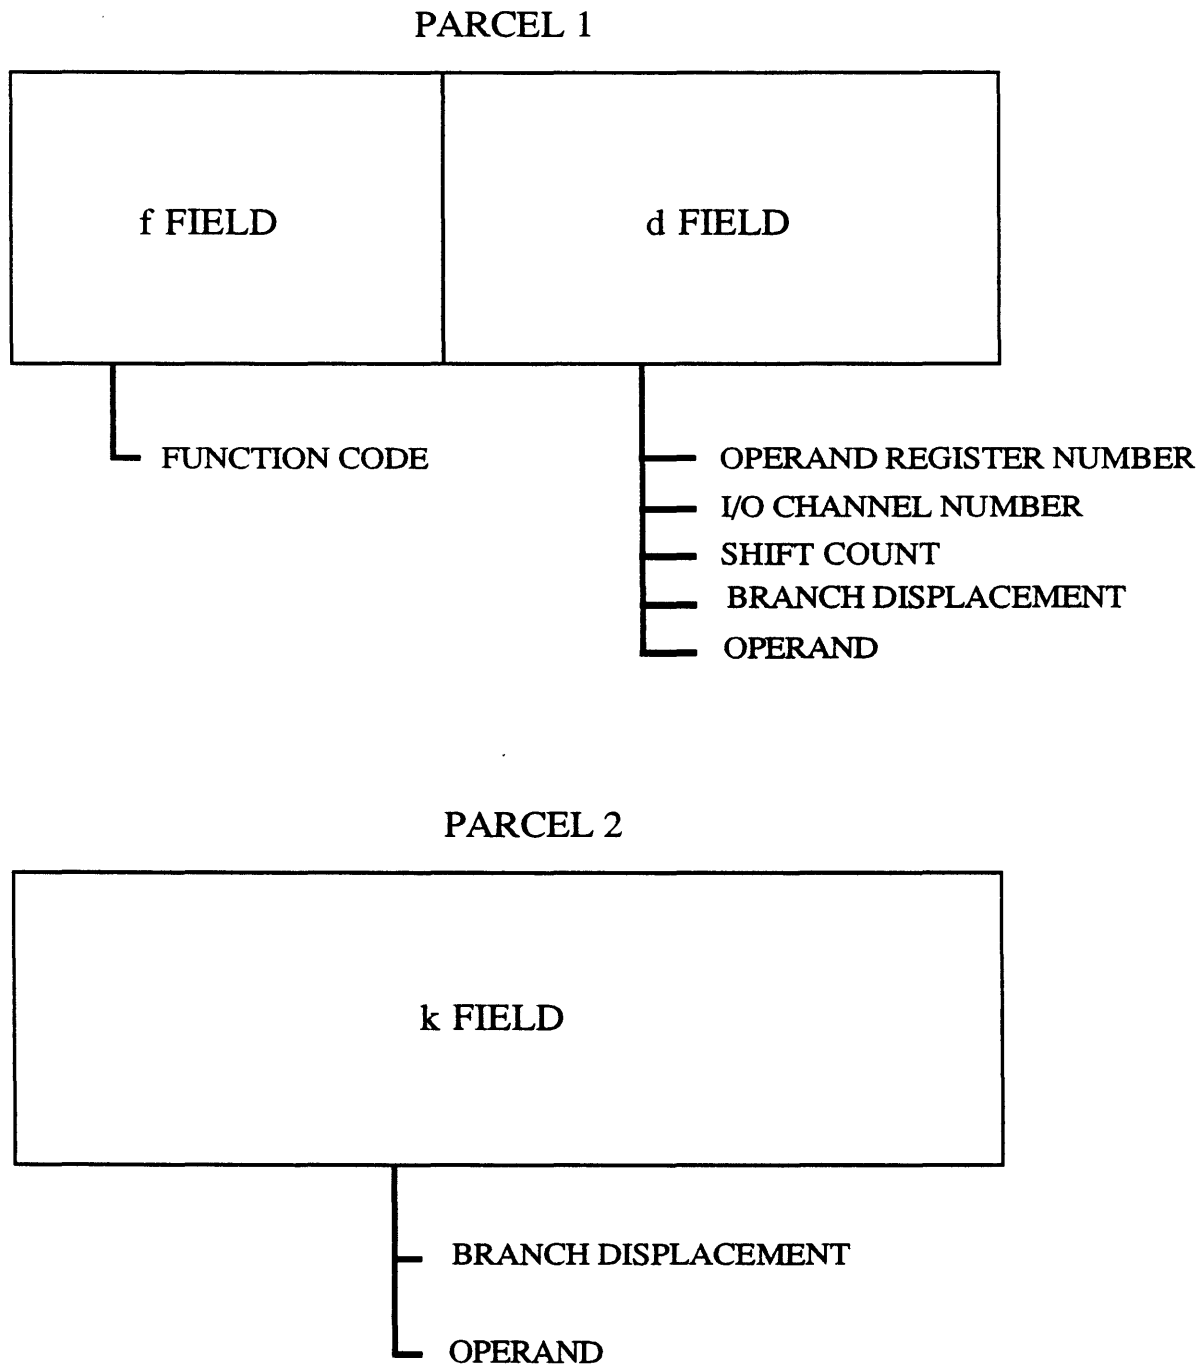 PARCEL 1
f FIELD
d FIELD
FUNCTION CODE
OPERAND REGISTER NUMBER
I/O CHANNEL NUMBER
SHIFT COUNT
BRANCH DISPLACEMENT
OPERAND
PARCEL 2
k FIELD
BRANCH DISPLACEMENT
OPERAND